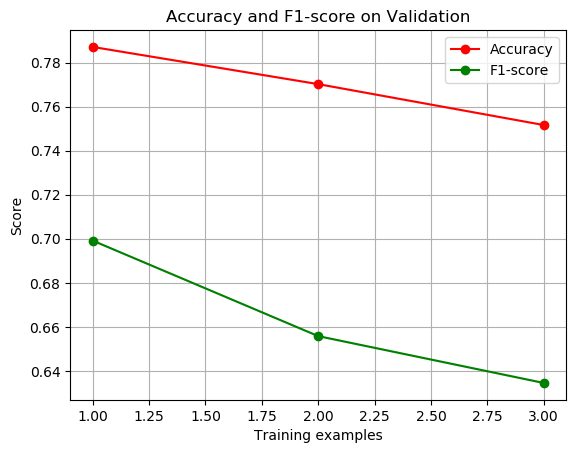 Accuracy and F1-score on Validation
Accuracy
F1-score
Score
0.78
0.76
0.74
0.72
0.70
0.68
0.66
0.64
1.00 1.25 1.50 1.75 2.00 2.25 2.50 2.75 3.00
Training examples